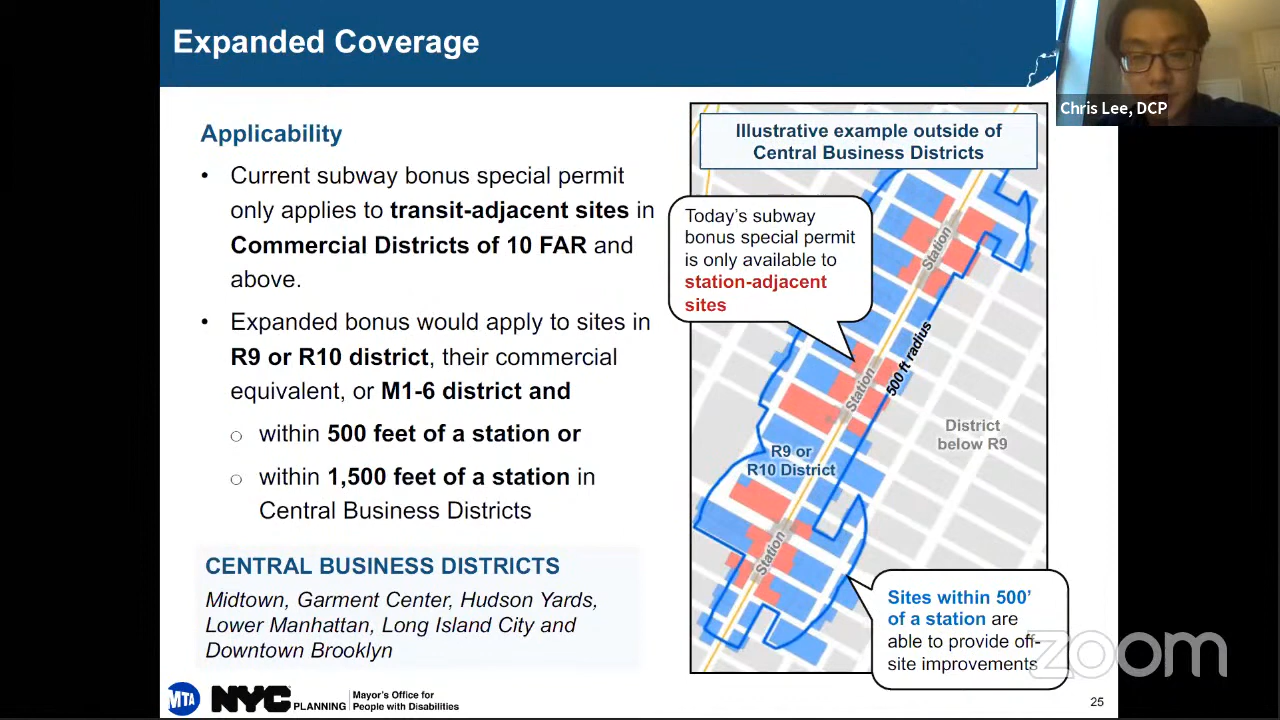 Expanded Coverage
Chris Lee, DCP
Applicability
• Current subway bonus special permit
only applies to transit-adjacent sites in
Commercial Districts of 10 FAR and
above.
• Expanded bonus would apply to sites in
R9 or R10 district, their commercial
equivalent, or M1-6 district and
○ within 500 feet of a station or
○ within 1,500 feet of a station in
Central Business Districts
CENTRAL BUSINESS DISTRICTS
Midtown, Garment Center, Hudson Yards,
Lower Manhattan, Long Island City and
Downtown Brooklyn
Illustrative example outside of
Central Business Districts
Today's subway
bonus special permit
is only available to
station-adjacent
sites
Station
500 ft radius
Station
District
below R9
R9 or
R10 District
Station
Sites within 500'
of a station are
able to provide off-
site improvements
zoom
MTA
NYC PLANNING
Mayor's Office for
People with Disabilities
25